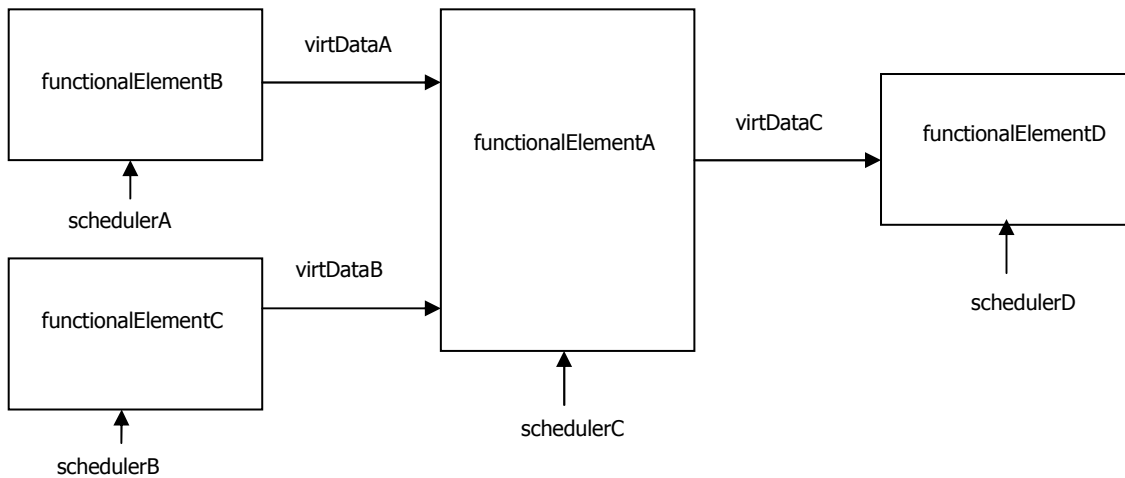 virtDataA
functionalElementB
functionalElementA
virtDataC
functionalElementD
schedulerA
virtDataB
functionalElementC
schedulerD
schedulerC
schedulerB